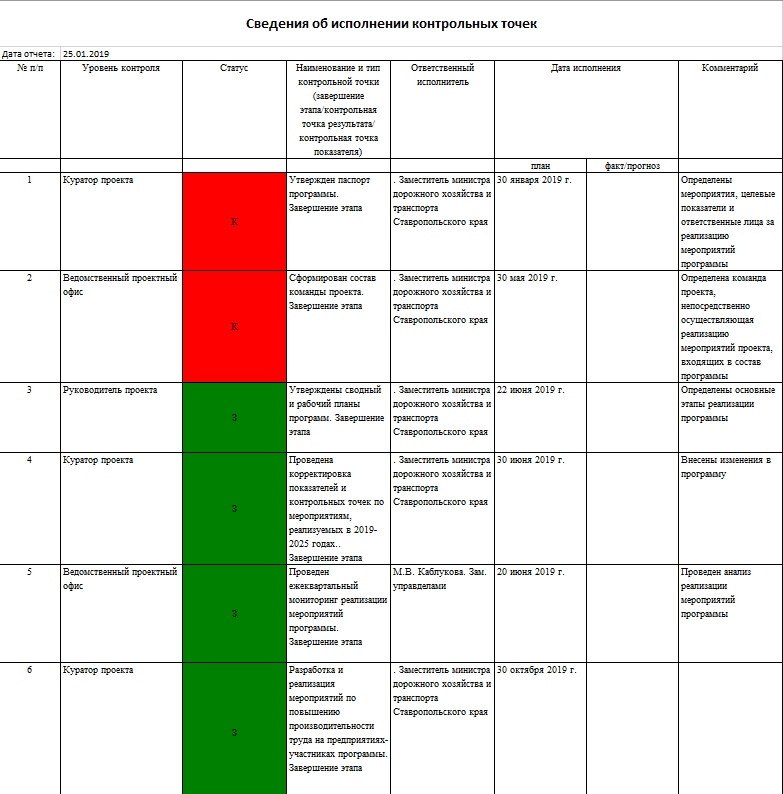 Сведения об исполнении контрольных точек
Дата отчета: 25.01.2019
№ п/п
Уровень контроля
Статус
Наименование и тип
контрольной точки
(завершение
этапа/контрольная
точка результата/
контрольная точка
показателя)
Ответственный
исполнитель
Дата исполнения
Комментарий
план
факт/прогноз
1
Куратор проекта
К
Утвержден паспорт
программы.
Завершение этапа
. Заместитель министра
дорожного хозяйства и
транспорта
Ставропольского края
30 января 2019 г.
Определены
мероприятия, целевые
показатели и
ответственные лица за
реализацию
мероприятий
программы
2
Ведомственный проектный
офис
К
Сформирован состав
команды проекта.
Завершение этапа
. Заместитель министра
дорожного хозяйства и
транспорта
Ставропольского края
30 мая 2019 г.
Определена команда
проекта,
непосредственно
осуществляющая
реализацию
мероприятий проекта,
входящих в состав
программы
3
Руководитель проекта
З
Утверждены сводный
и рабочий планы
программ. Завершение
этапа
. Заместитель министра
дорожного хозяйства и
транспорта
Ставропольского края
22 июня 2019 г.
Определены основные
этапы реализации
программы
4
Куратор проекта
З
Проведена
корректировка
показателей и
контрольных точек по
мероприятиям,
реализуемых в 2019-
2025 годах..
Завершение этапа
. Заместитель министра
дорожного хозяйства и
транспорта
Ставропольского края
30 июня 2019 г.
Внесены изменения в
программу
5
Ведомственный проектный
офис
З
Проведен
ежеквартальный
мониторинг реализации
мероприятий
программы.
Завершение этапа
М.В. Каблукова. Зам.
управделами
20 июня 2019 г.
Проведен анализ
реализации
мероприятий
программы
6
Куратор проекта
З
Разработка и
реализация
мероприятий по
повышению
производительности
труда на предприятиях-
участниках программы.
Завершение этапа
. Заместитель министра
дорожного хозяйства и
транспорта
Ставропольского края
30 октября 2019 г.